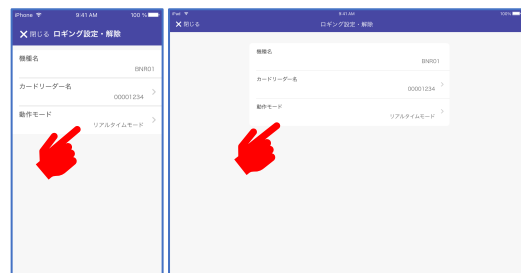 iPhone 9:41 AM 100 %
閉じる ロギング設定・解除
機種名
BNR01
カードリーダー名
00001234
動作モード
リアルタイムモード
iPad 9:41 AM 100%
閉じる ロギング設定・解除
機種名
BNR01
カードリーダー名
00001234
動作モード
リアルタイムモード